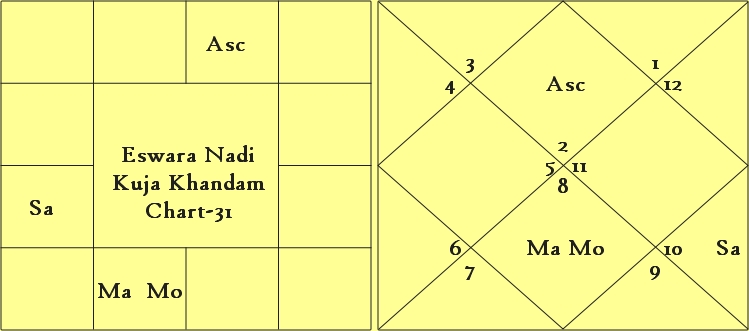 Asc
Eswara Nadi
Kuja Khandam
Chart-31
Sa
Ma Mo
3
1
4
Asc
12
2
5
11
8
6
Ma Mo
10
Sa
7
9